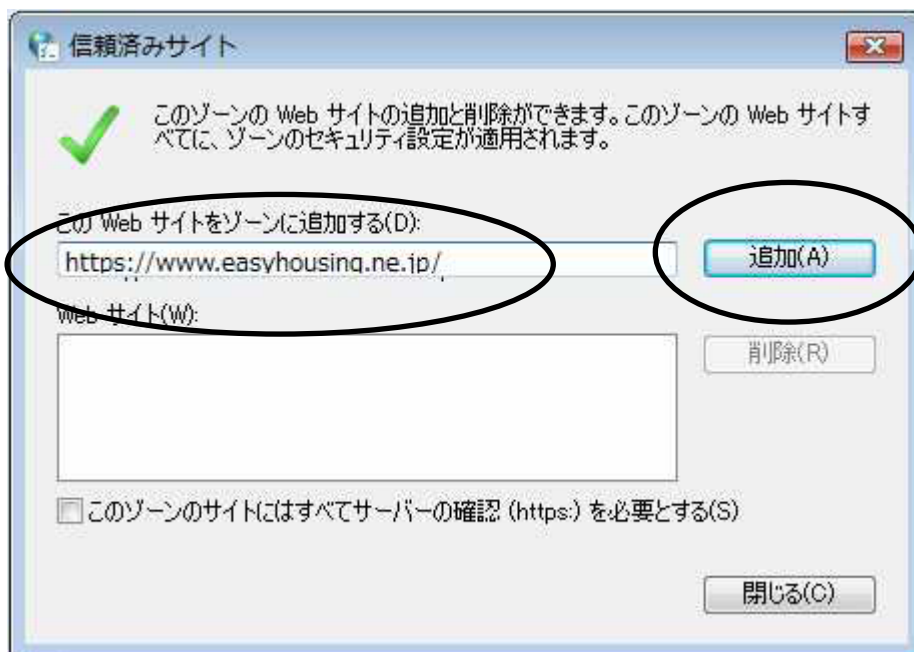 信頼済みサイト
このゾーンの Web サイトの追加と削除ができます。このゾーンの Web サイトす
べてに、ゾーンのセキュリティ設定が適用されます。
この Web サイトをゾーンに追加する(D):
https://www.easyhousing.ne.jp/
追加(A)
Web サイト(W):
削除(R)
このゾーンのサイトにはすべてサーバーの確認 (https:) を必要とする(S)
閉じる(C)